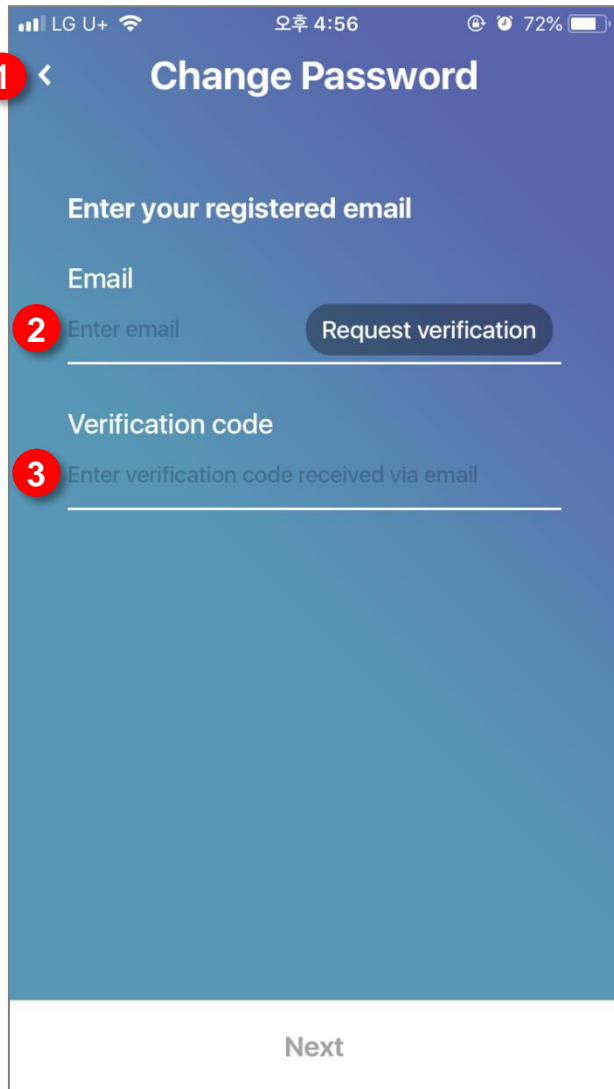 LG U+ 오후 4:56 72%
1 < Change Password
Enter your registered email
Email
2 Enter email Request verification
Verification code
3 Enter verification code received via email
Next